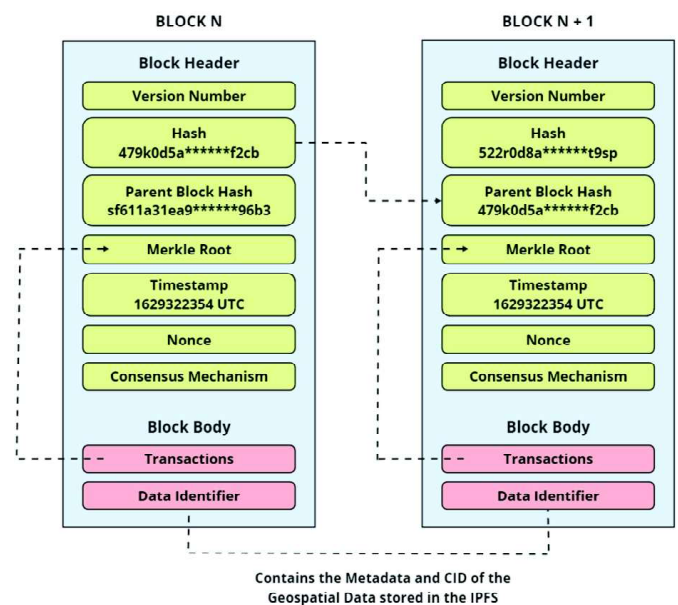 BLOCK N
Block Header
Version Number
Hash
479k0d5a******f2cb
Parent Block Hash
sf611a31ea9******96b3
Merkle Root
Timestamp
1629322354 UTC
Nonce
Consensus Mechanism
Block Body
Transactions
Data Identifier
BLOCK N + 1
Block Header
Version Number
Hash
522r0d8a******t9sp
Parent Block Hash
479k0d5a******f2cb
Merkle Root
Timestamp
1629322354 UTC
Nonce
Consensus Mechanism
Block Body
Transactions
Data Identifier
Contains the Metadata and CID of the
Geospatial Data stored in the IPFS